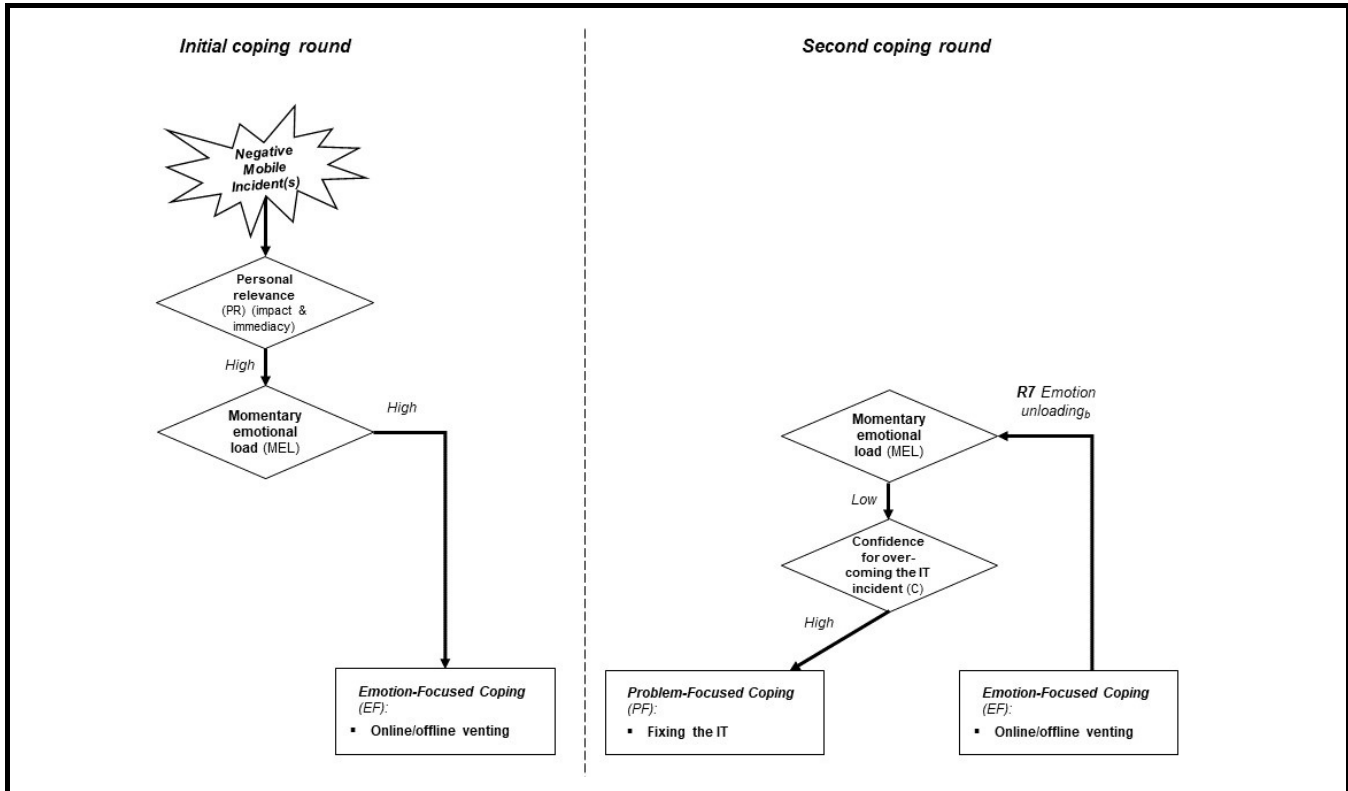 Initial coping round
Negative
Mobile
Incident(s)
Personal
relevance
(PR) (impact &
immediacy)
High
Momentary
emotional
load (MEL)
High
Emotion-Focused Coping
(EF):
▪ Online/offline venting
Second coping round
R7 Emotion
unloadingb
Momentary
emotional
load (MEL)
Low
Confidence
for over-
coming the IT
incident (C)
High
Problem-Focused Coping
(PF):
▪ Fixing the IT
Emotion-Focused Coping
(EF):
▪ Online/offline venting